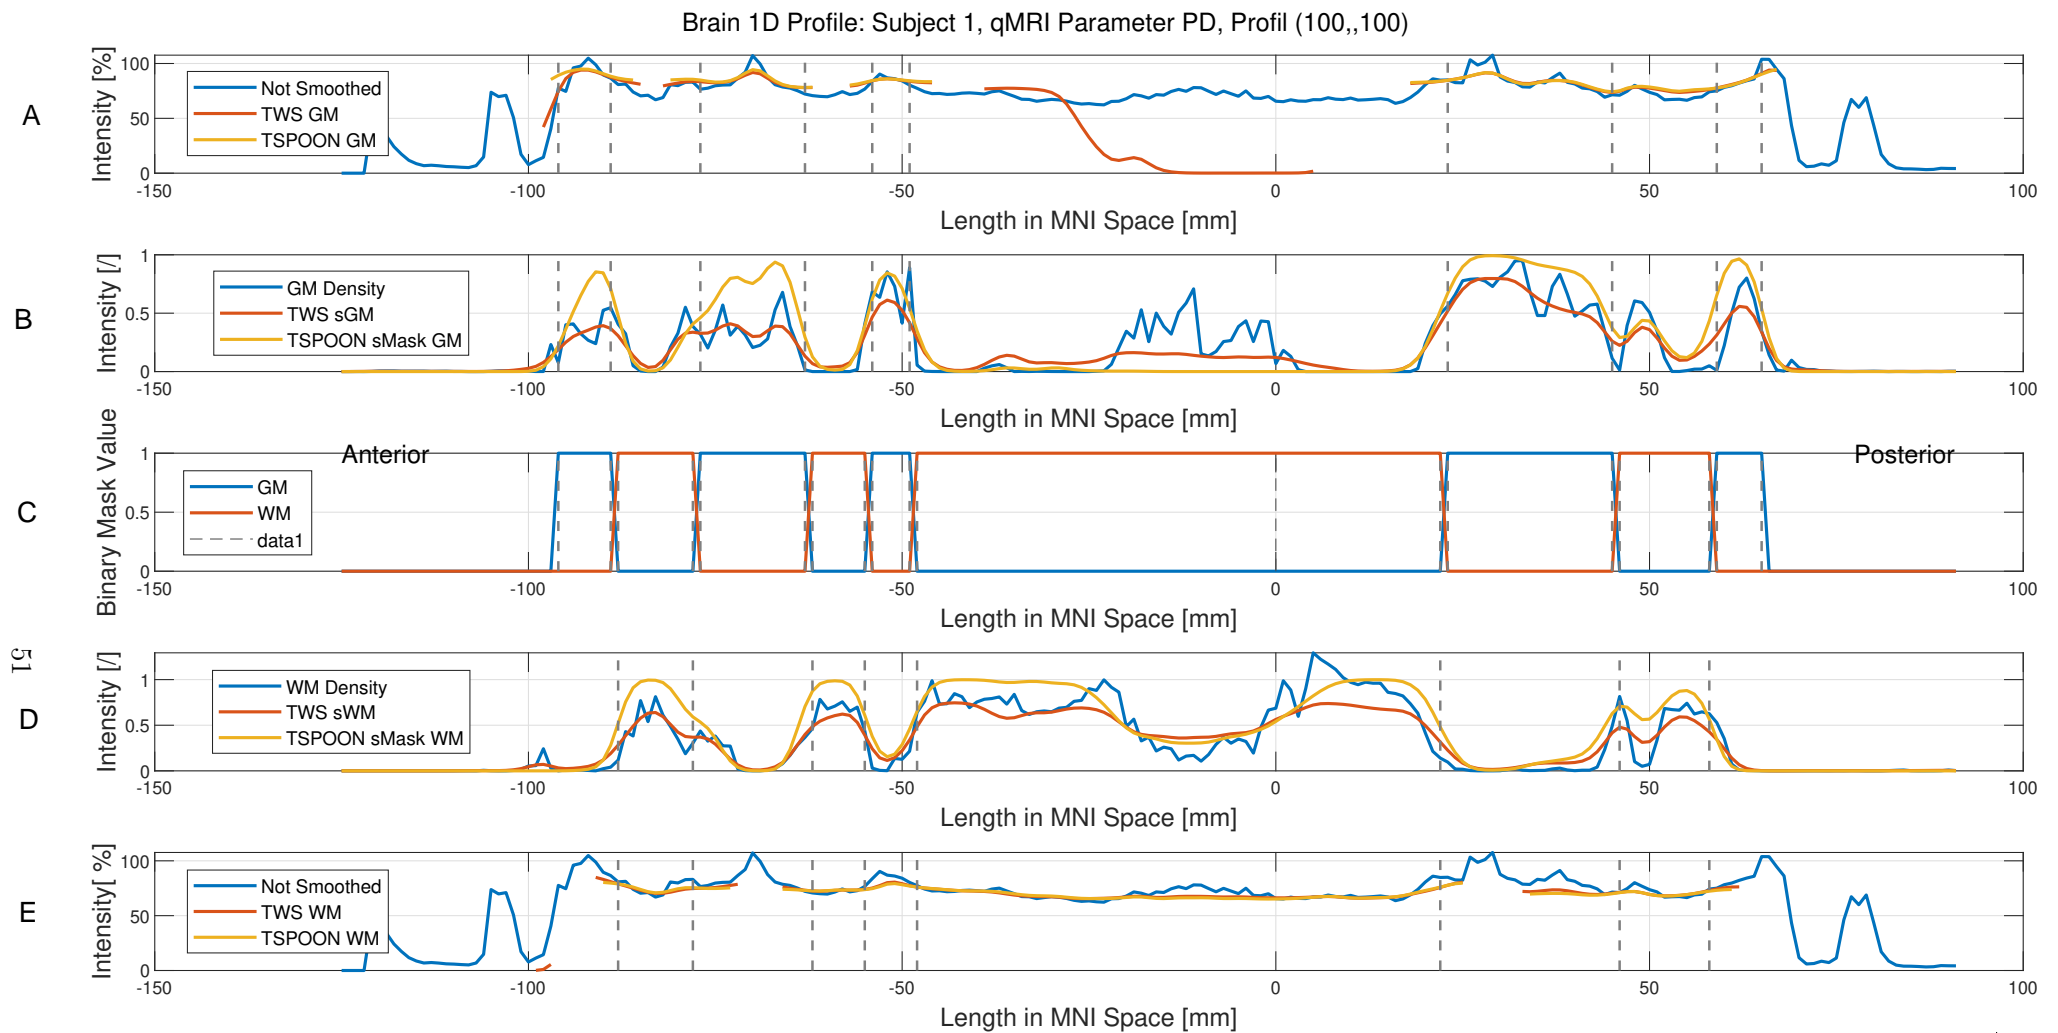 Brain 1D Profile: Subject 1, qMRI Parameter PD, Profil (100,,100)
A
Intensity [%]
100
50
0
Not Smoothed
TWS GM
TSPOON GM
-150 -100 -50 0 50 100
Length in MNI Space [mm]
B
Intensity [/]
1
0.5
0
GM Density
TWS sGM
TSPOON sMask GM
-150 -100 -50 0 50 100
Length in MNI Space [mm]
C
Binary Mask Value
1
0.5
0
Anterior
Posterior
GM
WM
data1
-150 -100 -50 0 50 100
Length in MNI Space [mm]
51
D
Intensity [/]
1
0.5
0
WM Density
TWS sWM
TSPOON sMask WM
-150 -100 -50 0 50 100
Length in MNI Space [mm]
E
Intensity[ %]
100
50
0
Not Smoothed
TWS WM
TSPOON WM
-150 -100 -50 0 50 100
Length in MNI Space [mm]